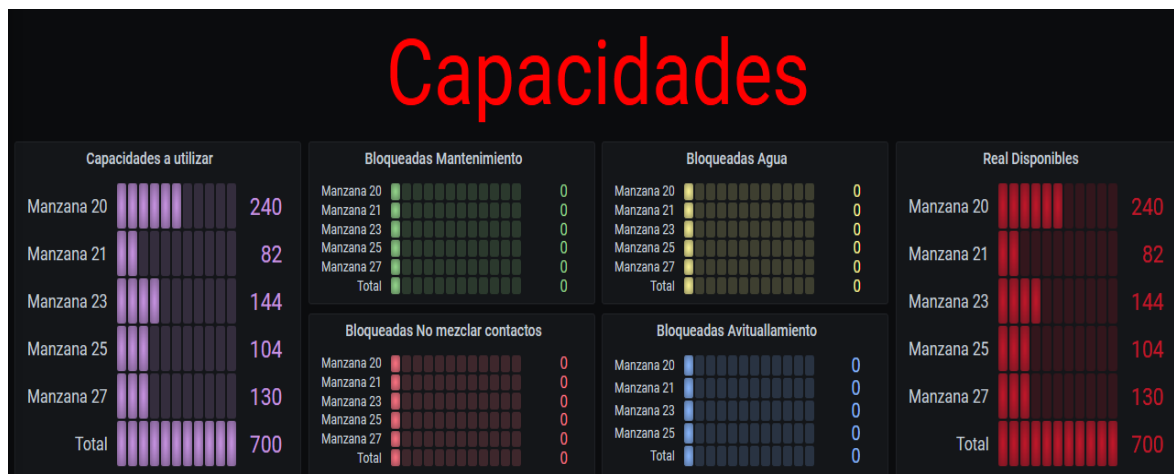 Capacidades
Capacidades a utilizar
Manzana 20 240
Manzana 21 82
Manzana 23 144
Manzana 25 104
Manzana 27 130
Total 700
Bloqueadas Mantenimiento
Manzana 20 0
Manzana 21 0
Manzana 23 0
Manzana 25 0
Manzana 27 0
Total 0
Bloqueadas Agua
Manzana 20 0
Manzana 21 0
Manzana 23 0
Manzana 25 0
Manzana 27 0
Total 0
Bloqueadas No mezclar contactos
Manzana 20 0
Manzana 21 0
Manzana 23 0
Manzana 25 0
Manzana 27 0
Total 0
Bloqueadas Avituallamiento
Manzana 20 0
Manzana 21 0
Manzana 23 0
Manzana 25 0
Total 0
Real Disponibles
Manzana 20 240
Manzana 21 82
Manzana 23 144
Manzana 25 104
Manzana 27 130
Total 700